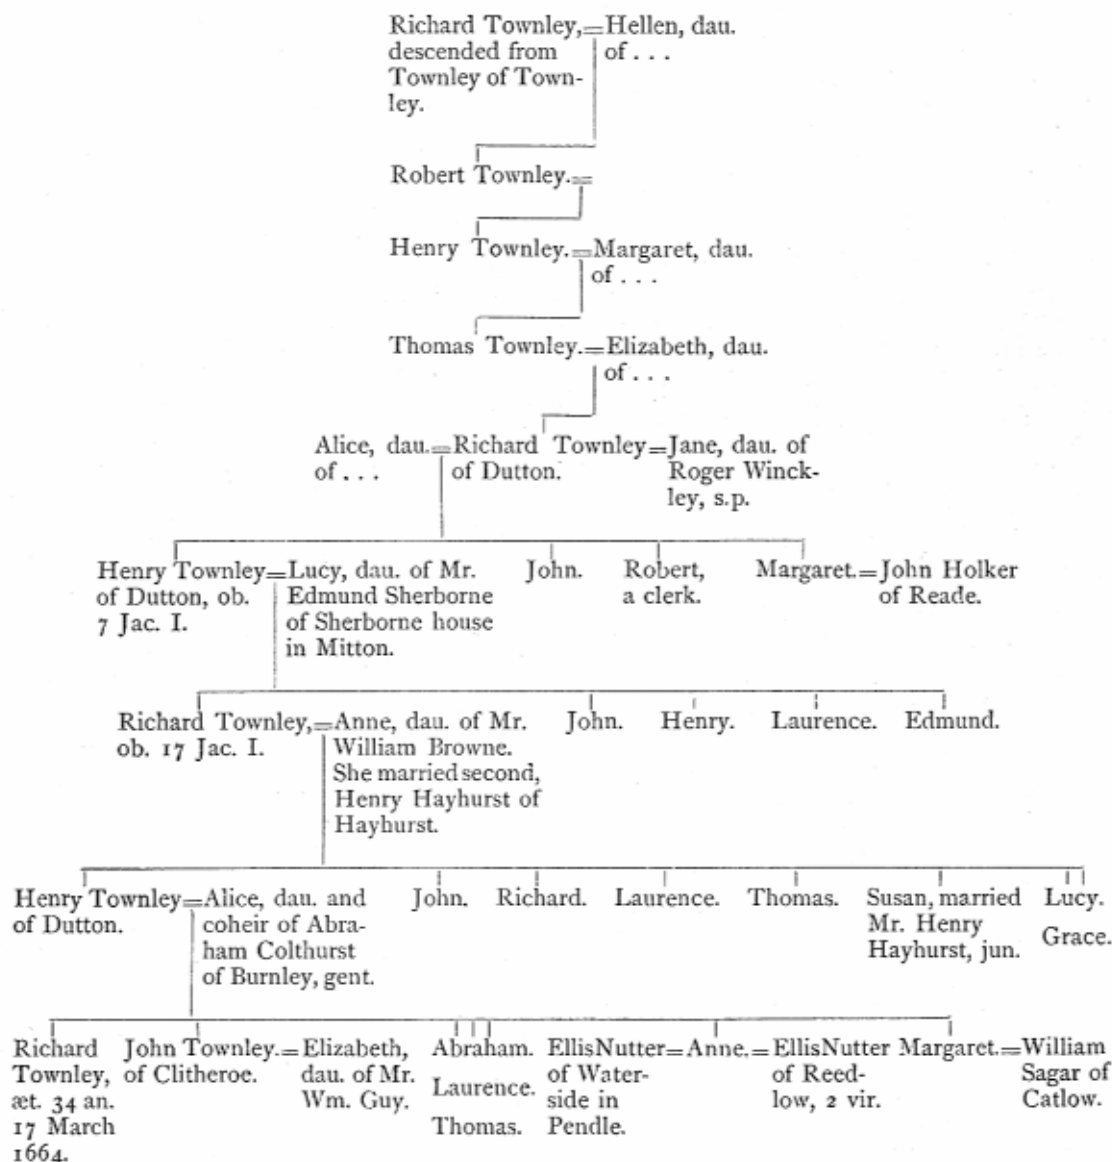 Richard Townley,=Hellen, dau.
descended from of . . .
Townley of Town-
ley.
Robert Townley.=
Henry Townley.=Margaret, dau.
of . . .
Thomas Townley.=Elizabeth, dau.
of . . .
Alice, dau.=Richard Townley=Jane, dau. of
of . . . of Dutton. Roger Winck-
ley, s.p.
Henry Townley=Lucy, dau. of Mr. John. Robert, Margaret.=John Holker
of Dutton, ob. Edmund Sherborne a clerk. of Reade.
7 Jac. I. of Sherborne house
in Mitton.
Richard Townley,=Anne, dau. of Mr. John. Henry. Laurence. Edmund.
ob. 17 Jac. I. William Browne.
She married second,
Henry Hayhurst of
Hayhurst.
Henry Townley=Alice, dau. and John. Richard. Laurence. Thomas. Susan, married Lucy.
of Dutton. coheir of Abra- Mr. Henry
ham Colthurst Hayhurst, jun. Grace.
of Burnley, gent.
Richard John Townley.=Elizabeth, Abraham. Ellis Nutter=Anne.=Ellis Nutter Margaret.=William
Townley, of Clitheroe. dau. of Mr. Laurence. of Water- of Reed- Sagar of
æt. 34 an. Wm. Guy. side in low, 2 vir. Catlow.
17 March Thomas. Pendle.
1664.